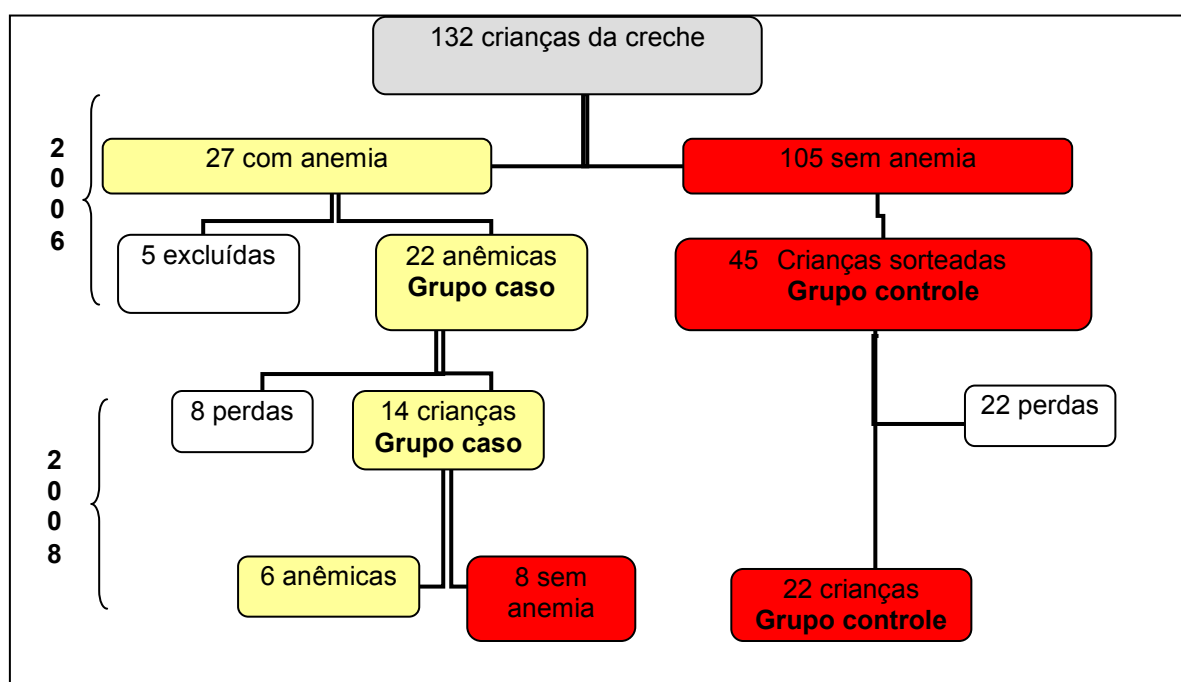 132 crianças da creche
2
0
0
6
27 com anemia
105 sem anemia
5 excluídas
22 anêmicas
Grupo caso
45 Crianças sorteadas
Grupo controle
2
0
0
8
8 perdas
14 crianças
Grupo caso
22 perdas
6 anêmicas
8 sem
anemia
22 crianças
Grupo controle